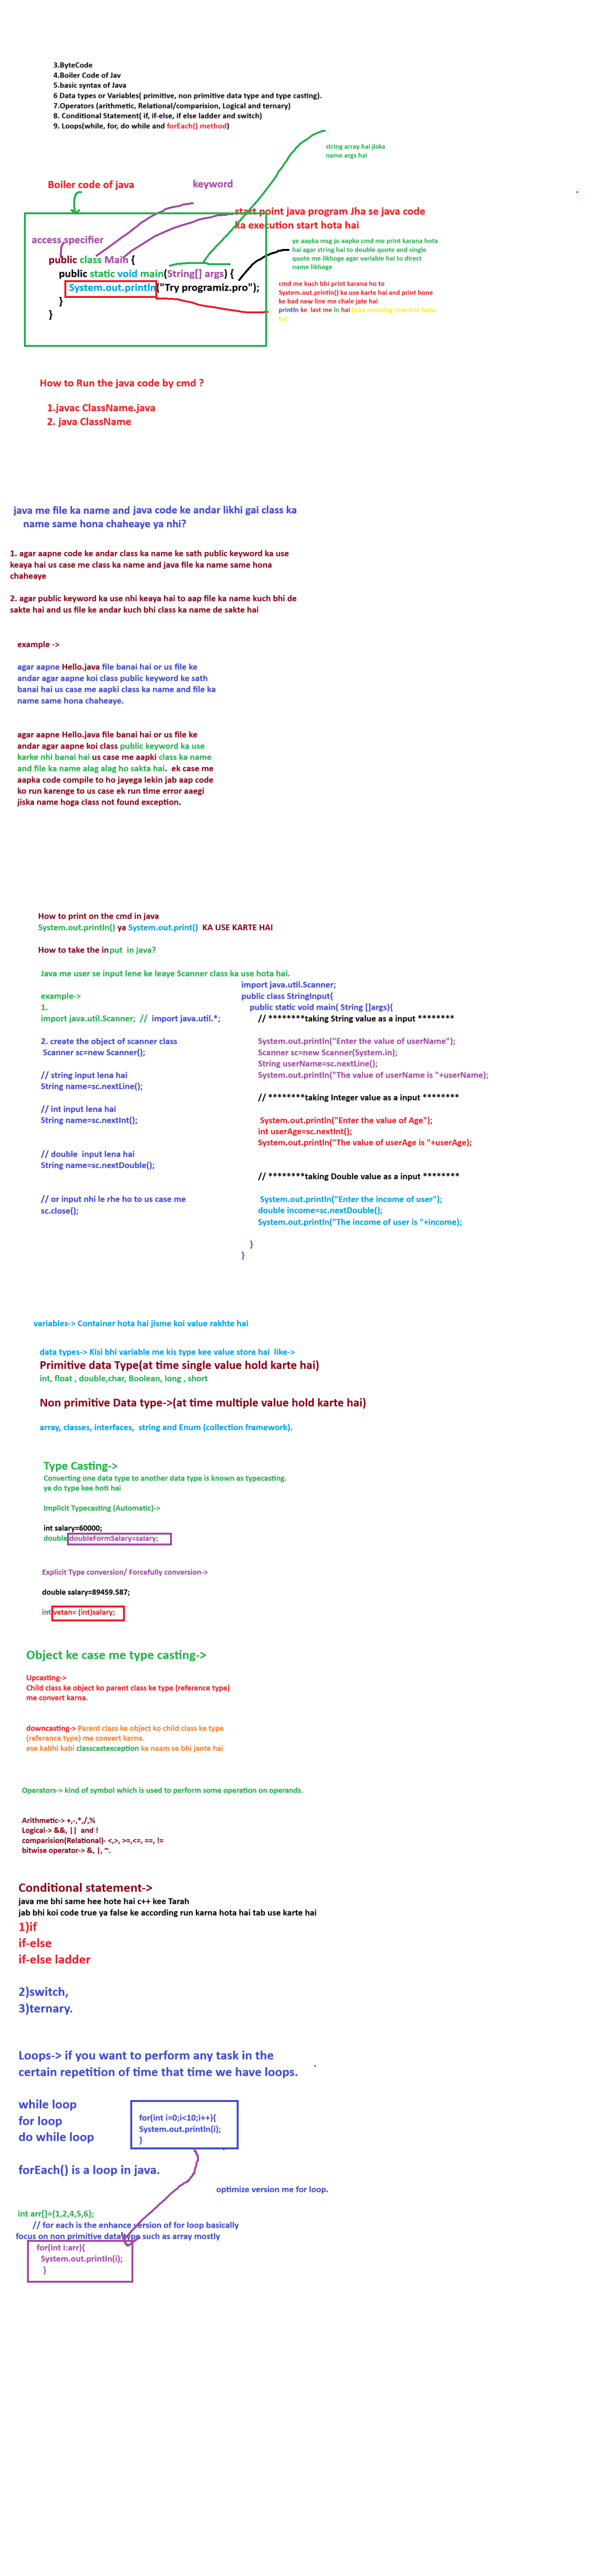 3.ByteCode
4.Boiler Code of Jav
5.basic syntax of Java
6 Data types or Variables( primitive, non primitive data type and type casting).
7.Operators (arithmetic, Relational/comparision, Logical and ternary)
8. Conditional Statement( if, if-else, if else ladder and switch)
9. Loops(while, for, do while and forEach() method)
string array hai jiska
name args hai
Boiler code of java
keyword
start point java program Jha se java code
ka execution start hota hai
access specifier
public class Main {
public static void main(String[] args) {
System.out.println("Try programiz.pro");
}
}
ye aapka msg jo aapko cmd me print karana hota
hai agar string hai to double quote and single
quote me likhoge agar variable hai to direct
name likhoge
cmd me kuch bhi print karana ho to
System.out.println() ka use karte hai and print hone
ke bad new line me chale jate hai
println ke last me ln hai jiska meaning new line hote
hai
How to Run the java code by cmd ?
1.javac ClassName.java
2. java ClassName
java me file ka name and java code ke andar likhi gai class ka
name same hona chaheaye ya nhi?
1. agar aapne code ke andar class ka name ke sath public keyword ka use
keaya hai us case me class ka name and java file ka name same hona
chaheaye
2. agar public keyword ka use nhi keaya hai to aap file ka name kuch bhi de
sakte hai and us file ke andar kuch bhi class ka name de sakte hai
example ->
agar aapne Hello.java file banai hai or us file ke
andar agar aapne koi class public keyword ke sath
banai hai us case me aapki class ka name and file ka
name same hona chaheaye.
agar aapne Hello.java file banai hai or us file ke
andar agar aapne koi class public keyword ka use
karke nhi banai hai us case me aapki class ka name
and file ka name alag alag ho sakta hai. ek case me
aapka code compile to ho jayega lekin jab aap code
ko run karenge to us case ek run time error aaegi
jiska name hoga class not found exception.
How to print on the cmd in java
System.out.println() ya System.out.print() KA USE KARTE HAI
How to take the input in java?
Java me user se input lene ke leaye Scanner class ka use hota hai.
example->
1.
import java.util.Scanner; // import java.util.*;
2. create the object of scanner class
Scanner sc=new Scanner();
// string input lena hai
String name=sc.nextLine();
// int input lena hai
String name=sc.nextInt();
// double input lena hai
String name=sc.nextDouble();
// or input nhi le rhe ho to us case me
sc.close();
import java.util.Scanner;
public class StringInput{
public static void main( String []args){
// ********taking String value as a input ********
System.out.println("Enter the value of userName");
Scanner sc=new Scanner(System.in);
String userName=sc.nextLine();
System.out.println("The value of userName is "+userName);
// ********taking Integer value as a input ********
System.out.println("Enter the value of Age");
int userAge=sc.nextInt();
System.out.println("The value of userAge is "+userAge);
// ********taking Double value as a input ********
System.out.println("Enter the income of user");
double income=sc.nextDouble();
System.out.println("The income of user is "+income);
}
}
variables-> Container hota hai jisme koi value rakhte hai
data types-> Kisi bhi variable me kis type kee value store hai like->
Primitive data Type(at time single value hold karte hai)
int, float , double,char, Boolean, long , short
Non primitive Data type->(at time multiple value hold karte hai)
array, classes, interfaces, string and Enum (collection framework).
Type Casting->
Converting one data type to another data type is known as typecasting.
ye do type kee hoti hai
Implicit Typecasting (Automatic)->
int salary=60000;
double doubleFormSalary=salary;
Explicit Type conversion/ Forcefully conversion->
double salary=89459.587;
int vetan= (int)salary;
Object ke case me type casting->
Upcasting->
Child class ke object ko parent class ke type (reference type)
me convert karna.
downcasting-> Parent class ke object ko child class ke type
(reference type) me convert karna.
ese kabhi kabi classcastexception ke naam se bhi jante hai
Operators-> kind of symbol which is used to perform some operation on operands.
Arithmetic-> +,-,*,/,%
Logical-> &&, || and !
comparision(Relational)- <,>, >=,<=, ==, !=
bitwise operator-> &, |, ~.
Conditional statement->
java me bhi same hee hote hai c++ kee Tarah
jab bhi koi code true ya false ke according run karna hota hai tab use karte hai
1)if
if-else
if-else ladder
2)switch,
3)ternary.
Loops-> if you want to perform any task in the
certain repetition of time that time we have loops.
while loop
for loop
do while loop
for(int i=0;i<10;i++){
System.out.println(i);
}
forEach() is a loop in java.
optimize version me for loop.
int arr[]={1,2,4,5,6};
// for each is the enhance version of for loop basically
focus on non primitive data type such as array mostly
for(int i:arr){
System.out.println(i);
}